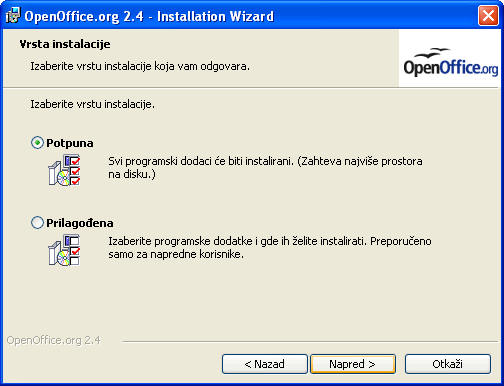 OpenOffice.org 2.4 - Installation Wizard
Vrsta instalacije
Izaberite vrstu instalacije koja vam odgovara.
OpenOffice.org
Izaberite vrstu instalacije.
Potpuna
Svi programski dodaci će biti instalirani. (Zahteva najviše prostora
na disku.)
Prilagođena
Izaberite programske dodatke i gde ih želite instalirati. Preporučeno
samo za napredne korisnike.
OpenOffice.org 2.4
< Nazad
Napred >
Otkaži